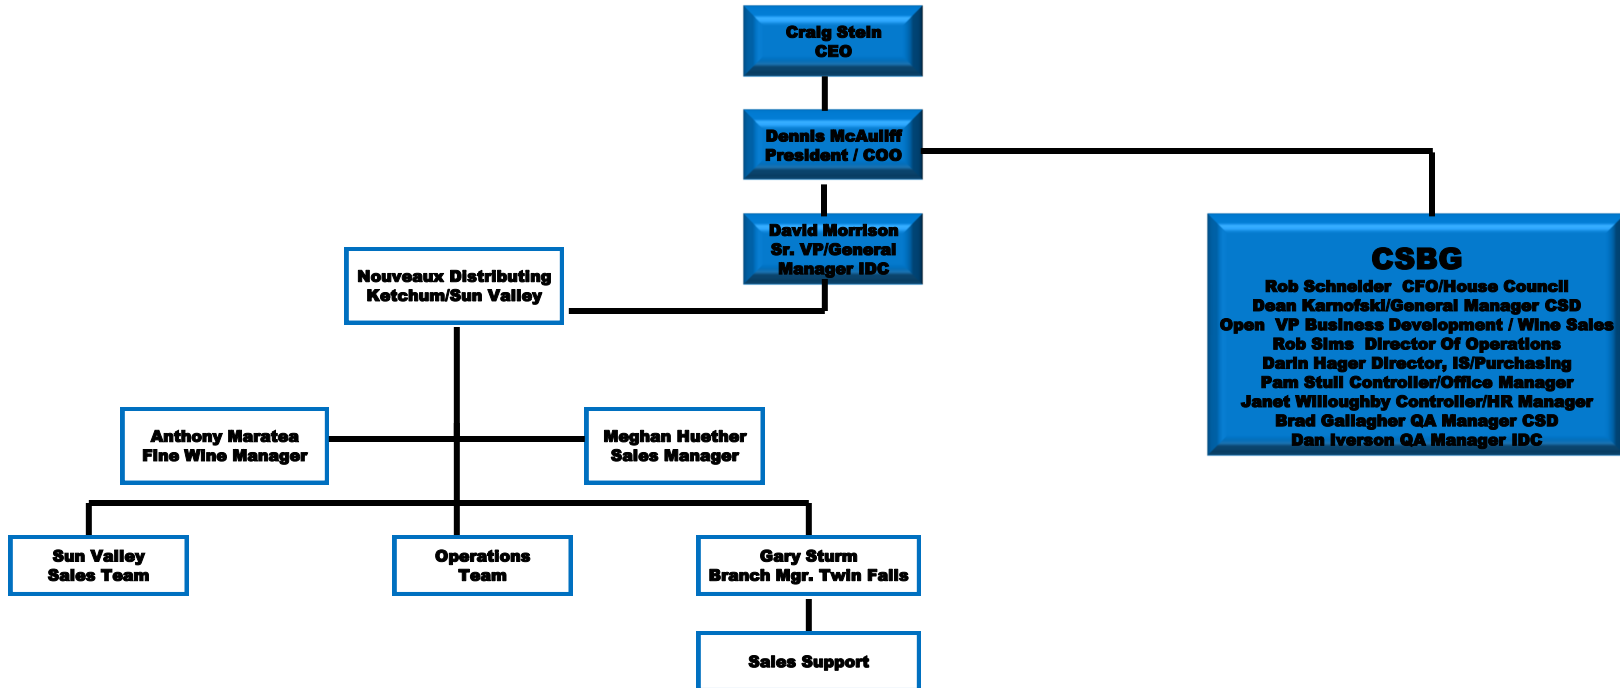 Craig Stein
CEO
Dennis McAuliff
President / COO
David Morrison
Sr. VP/General
Manager IDC
CSBG
Rob Schneider CFO/House Council
Dean Karnofski/General Manager CSD
Open VP Business Development / Wine Sales
Rob Sims Director Of Operations
Darin Hager Director, IS/Purchasing
Pam Stull Controller/Office Manager
Janet Willoughby Controller/HR Manager
Brad Gallagher QA Manager CSD
Dan Iverson QA Manager IDC
Nouveaux Distributing
Ketchum/Sun Valley
Anthony Maratea
Fine Wine Manager
Meghan Huether
Sales Manager
Sun Valley
Sales Team
Operations
Team
Gary Sturm
Branch Mgr. Twin Falls
Sales Support